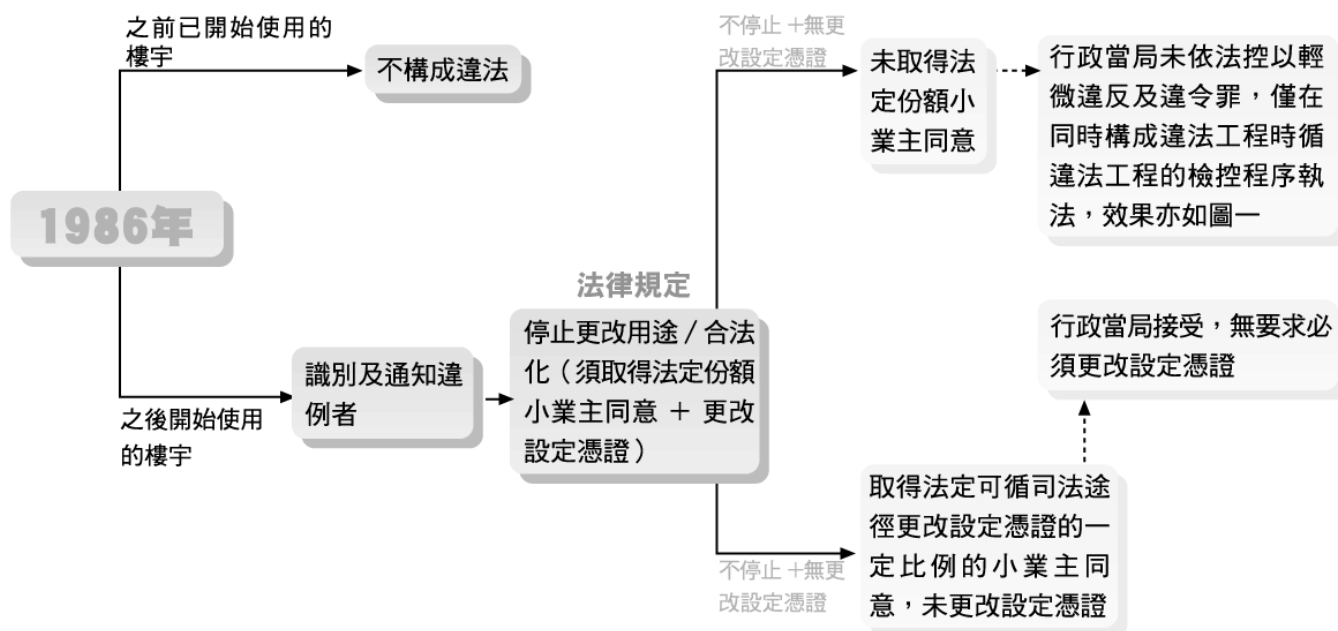 之前已開始使用的
樓宇
不構成違法
1986年
之後開始使用
的樓宇
識別及通知違
例者
法律規定
停止更改用途/合法
化(須取得法定份額
小業主同意 + 更改
設定憑證)
不停止+無更
改設定憑證
未取得法
定份額小
業主同意
行政當局未依法控以輕
微違反及違令罪,僅在
同時構成違法工程時循
違法工程的檢控程序執
法,效果亦如圖一
不停止+無更
改設定憑證
取得法定可循司法途
徑更改設定憑證的一
定比例的小業主同
意,未更改設定憑證
行政當局接受,無要求必
須更改設定憑證